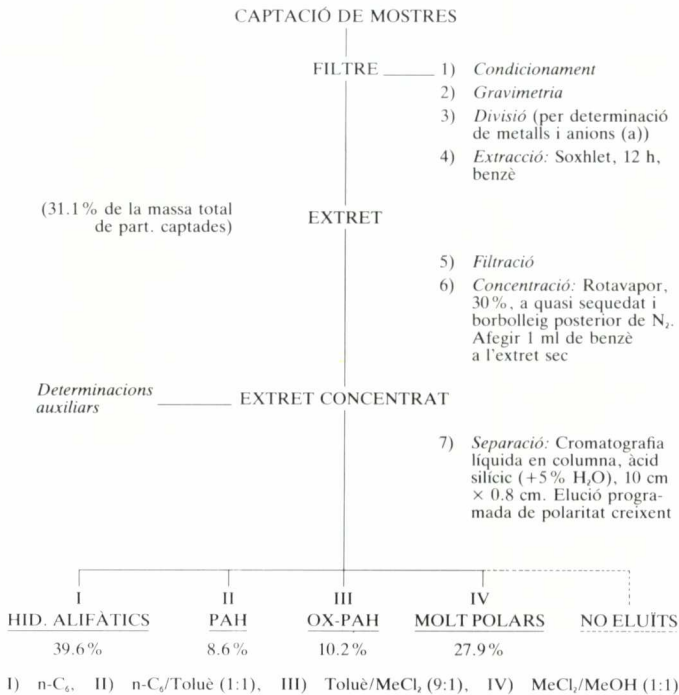 CAPTACIÓ DE MOSTRES
FILTRE
1) Condicionament
2) Gravimetria
3) Divisió (per determinació
de metalls i anions (a))
4) Extracció: Soxhlet, 12 h,
benzè
(31.1% de la massa total
de part. captades)
EXTRET
5) Filtració
6) Concentració: Rotavapor,
30%, a quasi sequedat i
borbolleig posterior de N₂.
Afegir 1 ml de benzè
a l'extret sec
Determinacions
auxiliars
EXTRET CONCENTRAT
7) Separació: Cromatografia
líquida en columna, àcid
silícic (+5% H₂O), 10 cm
× 0.8 cm. Elució progra-
mada de polaritat creixent
I II III IV
HID. ALIFÀTICS PAH OX-PAH MOLT POLARS NO ELUÏTS
39.6% 8.6% 10.2% 27.9%
I) n-C₆, II) n-C₆/Toluè (1:1), III) Toluè/MeCl₂ (9:1), IV) MeCl₂/MeOH (1:1)